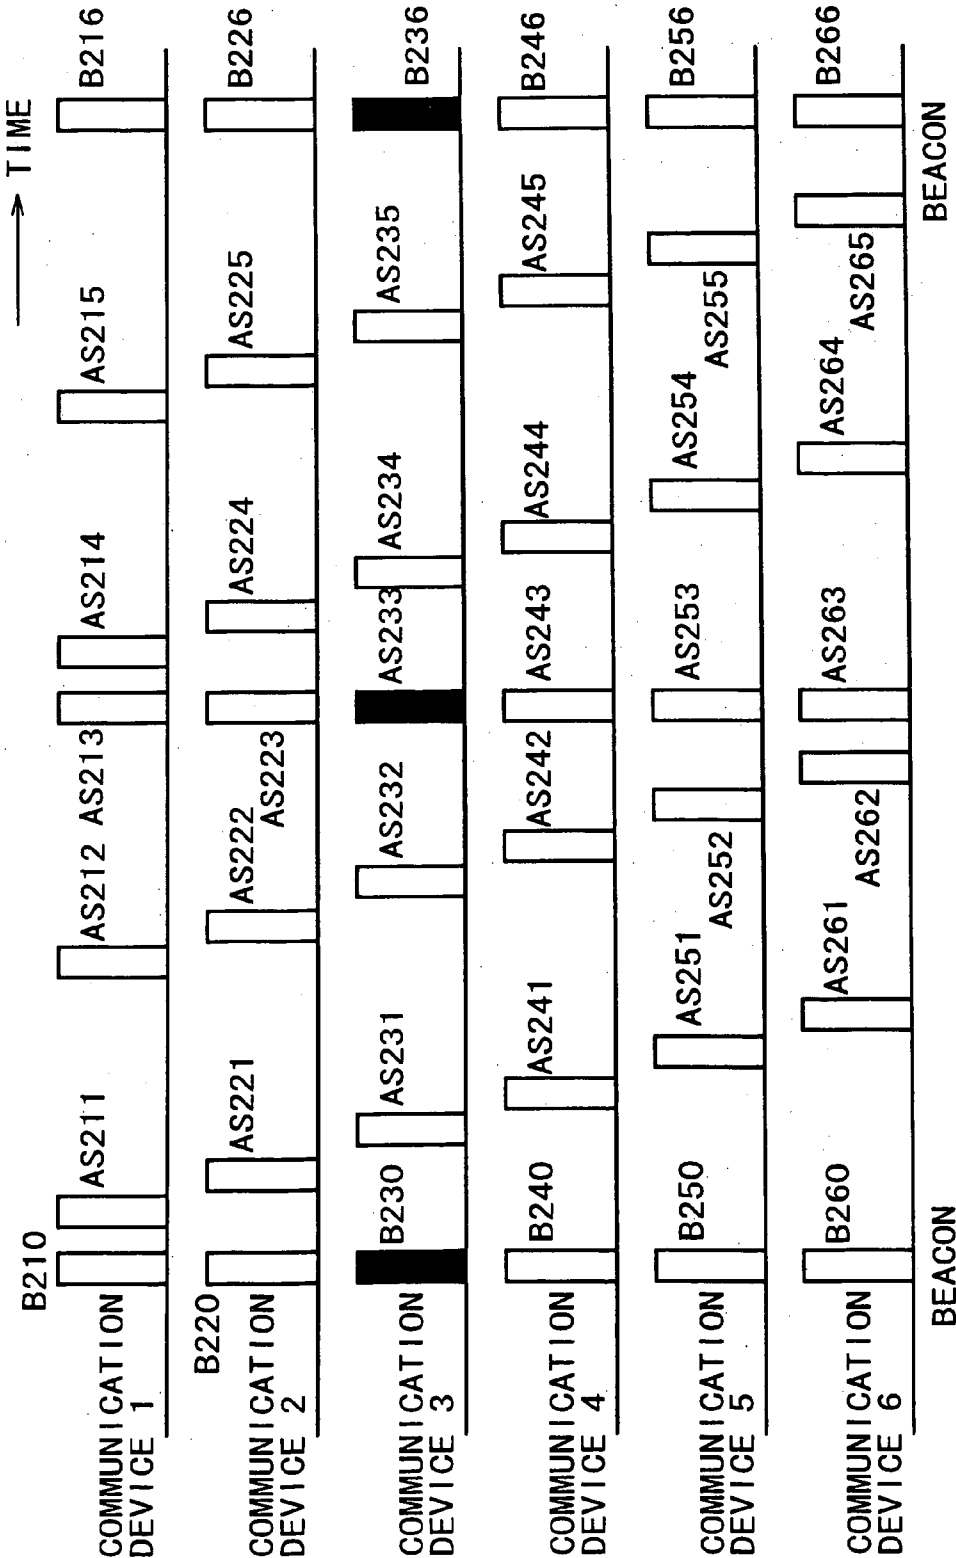 TIME
B210
AS211
AS212
AS213
AS214
AS215
B216
COMMUNICATION
DEVICE 1
B220
AS221
AS222
AS223
AS224
AS225
B226
COMMUNICATION
DEVICE 2
B230
AS231
AS232
AS233
AS234
AS235
B236
COMMUNICATION
DEVICE 3
B240
AS241
AS242
AS243
AS244
AS245
B246
COMMUNICATION
DEVICE 4
B250
AS251
AS252
AS253
AS254
AS255
B256
COMMUNICATION
DEVICE 5
B260
AS261
AS262
AS263
AS264
AS265
B266
COMMUNICATION
DEVICE 6
BEACON
BEACON